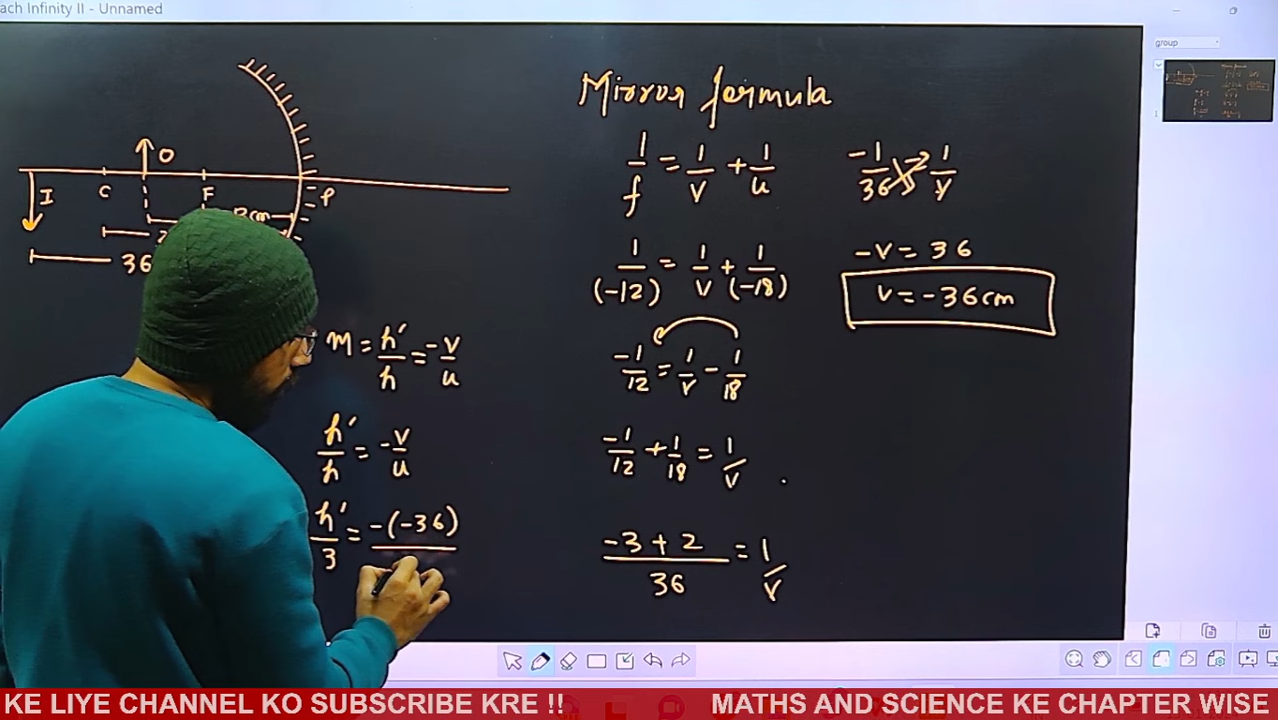 each Infinity II - Unnamed
group
Mirror formula
1/f = 1/v + 1/u
1/(-12) = 1/v + 1/(-18)
-1/12 = 1/v - 1/18
-1/12 + 1/18 = 1/v
-3 + 2/36 = 1/v
-1/36 = 1/v
-v = 36
v = -36cm
O
I
C
F
P
36
m = h'/h = -v/u
h'/h = -v/u
h'/3 = -(-36)
KE LIYE CHANNEL KO SUBSCRIBE KRE !!
MATHS AND SCIENCE KE CHAPTER WISE